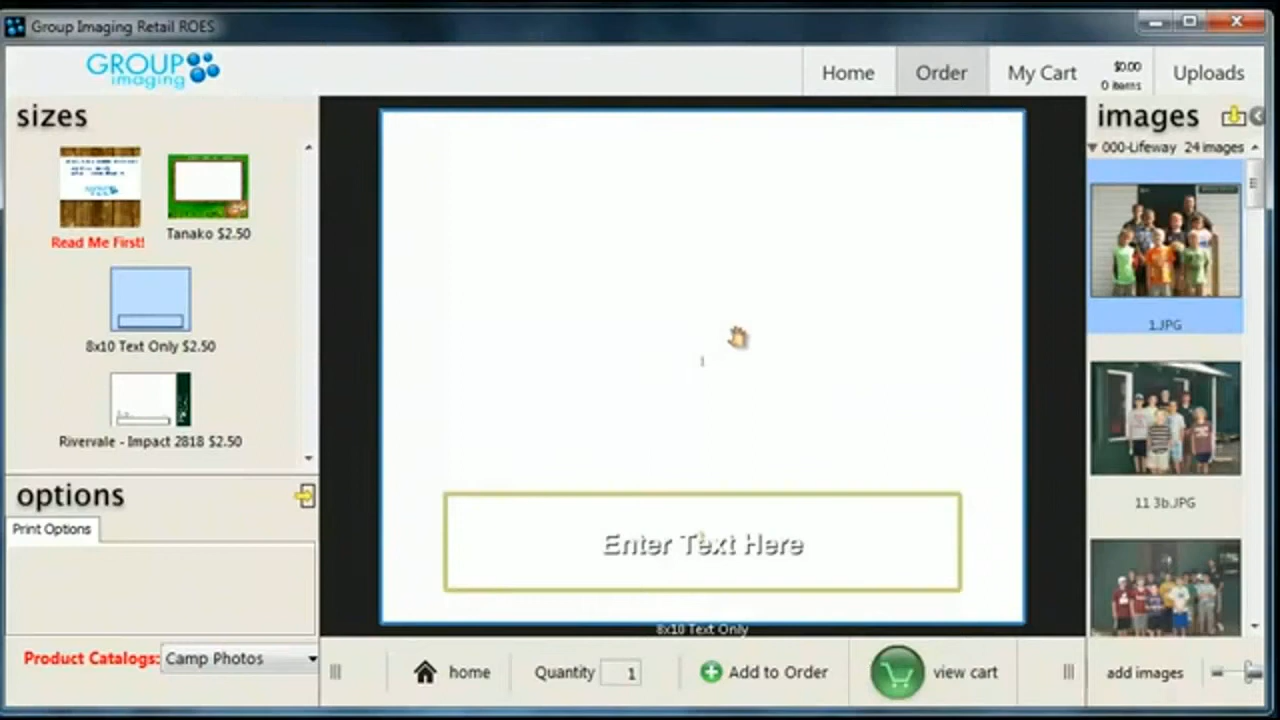 Group Imaging Retail ROES
GROUP
imaging
Home
Order
My Cart
$0.00
0 items
Uploads
sizes
Read Me First!
Tanako $2.50
8x10 Text Only $2.50
Rivervale - Impact 2818 $2.50
options
Print Options
Product Catalogs:
Camp Photos
Enter Text Here
8x10 Text Only
home
Quantity
1
Add to Order
view cart
images
000-Lifeway 24 images
1.JPG
11 3b.JPG
add images